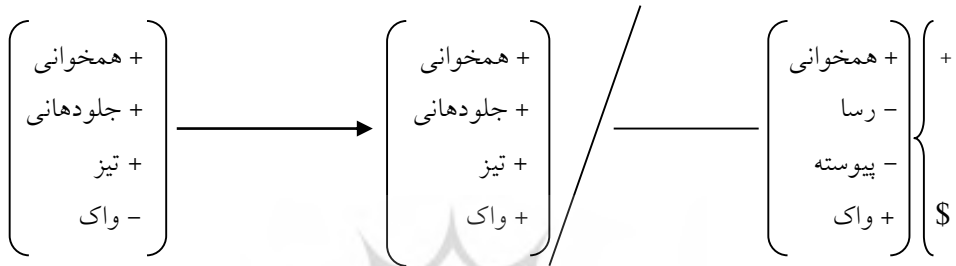 + همخوانی + همخوانی + همخوانی +
+ جلودهانی + جلودهانی − رسا
+ تیز + تیز − پیوسته
− واک + واک + واک $